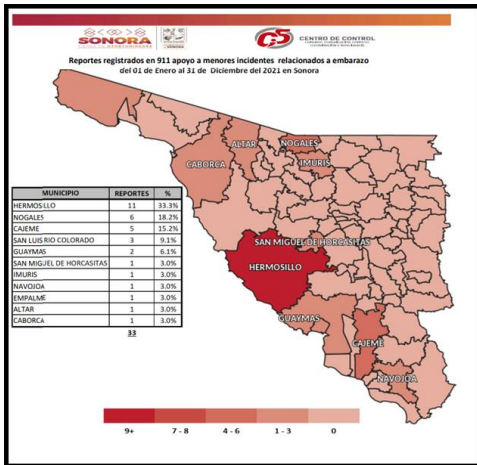 SONORA
C5
CENTRO DE CONTROL
Reportes registrados en 911 apoyo a menores incidentes relacionados a embarazo
del 01 de Enero al 31 de Diciembre del 2021 en Sonora
NOGALES
ALTAR
IMURIS
CABORCA
MUNICIPIO REPORTES %
HERMOSILLO 11 33.3%
NOGALES 6 18.2%
CAJEME 5 15.2%
SAN LUIS RIO COLORADO 3 9.1%
GUAYMAS 2 6.1%
SAN MIGUEL DE HORCASITAS 1 3.0%
IMURIS 1 3.0%
NAVOJOA 1 3.0%
EMPALME 1 3.0%
ALTAR 1 3.0%
CABORCA 1 3.0%
33
SAN MIGUEL DE HORCASITAS
HERMOSILLO
GUAYMAS
CAJEME
NAVOJOA
9+ 7 - 8 4 - 6 1 - 3 0